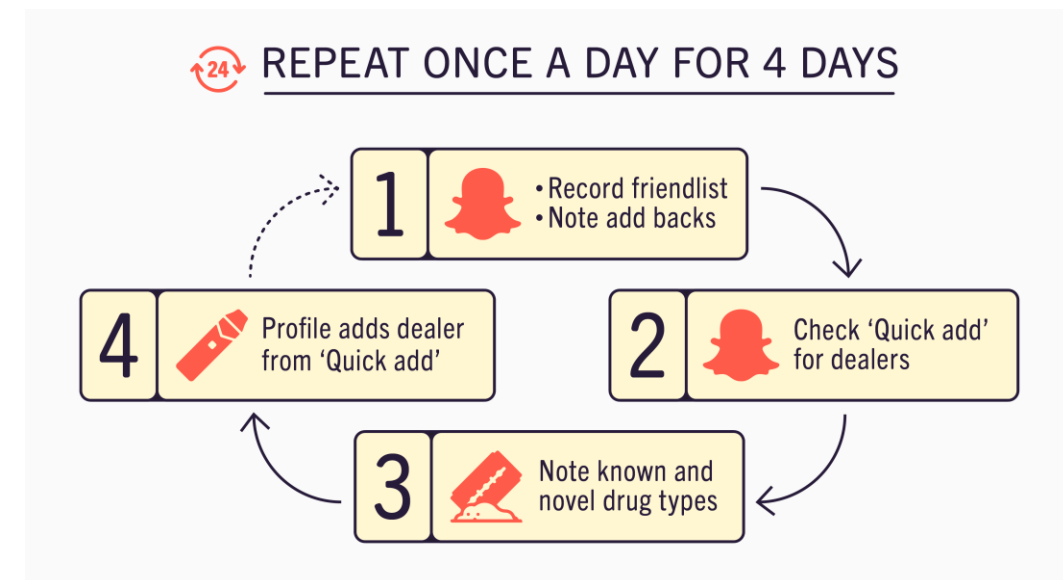 24 REPEAT ONCE A DAY FOR 4 DAYS
1
• Record friendlist
• Note add backs
2
Check ‘Quick add’
for dealers
3
Note known and
novel drug types
4
Profile adds dealer
from ‘Quick add’